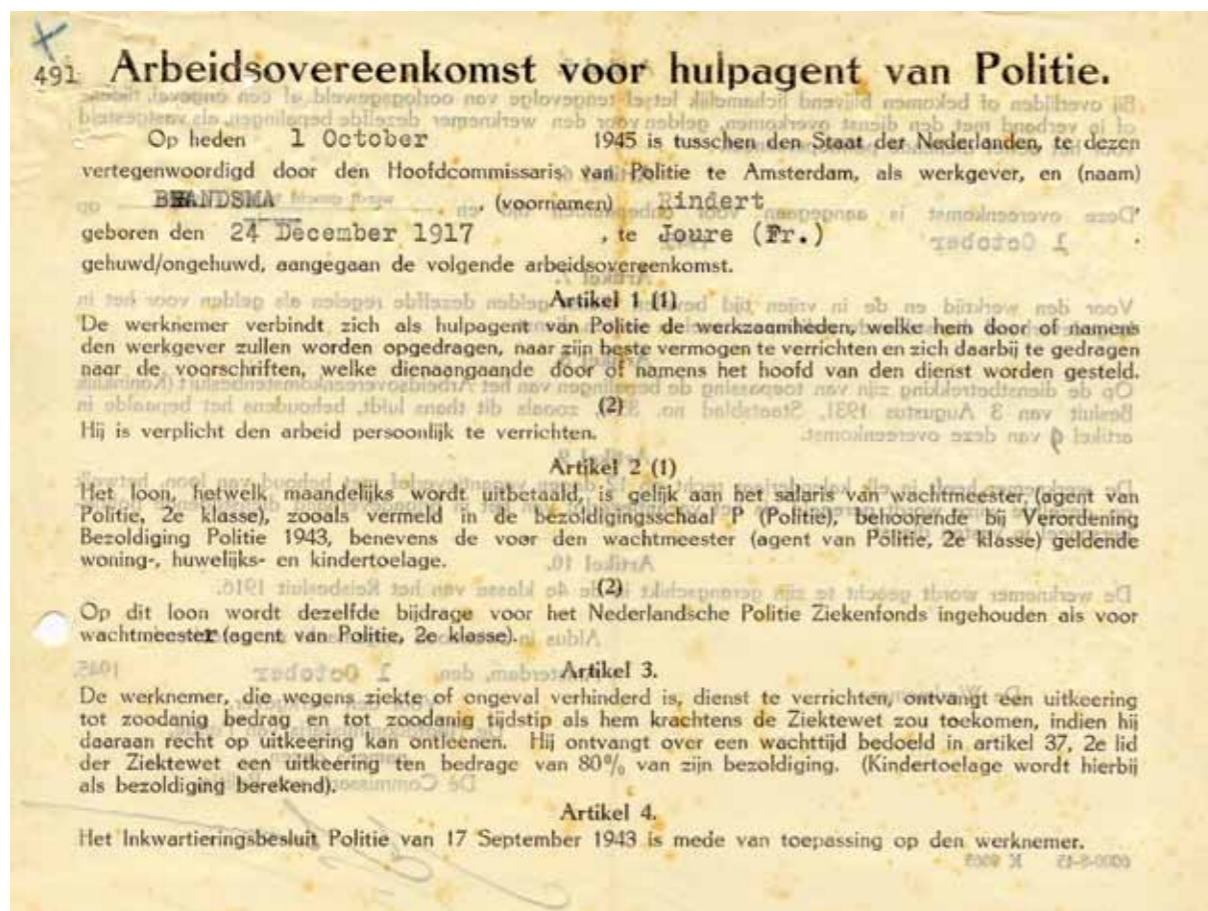 491
Arbeidsovereenkomst voor hulpagent van Politie.
Op heden 1 October 1945 is tusschen den Staat der Nederlanden, te dezen
vertegenwoordigd door den Hoofdcommissaris van Politie te Amsterdam, als werkgever, en (naam)
BRANDSMA , (voornamen) Rindert ,
geboren den 24 December 1917 , te Joure (Fr.) .
gehuwd/ongehuwd, aangegaan de volgende arbeidsovereenkomst.
Artikel 1 (1)
De werknemer verbindt zich als hulpagent van Politie de werkzaamheden, welke hem door of namens
den werkgever zullen worden opgedragen, naar zijn beste vermogen te verrichten en zich daarbij te gedragen
naar de voorschriften, welke dienaangaande door of namens het hoofd van den dienst worden gesteld.
(2)
Hij is verplicht den arbeid persoonlijk te verrichten.
Artikel 2 (1)
Het loon, hetwelk maandelijks wordt uitbetaald, is gelijk aan het salaris van wachtmeester, (agent van
Politie, 2e klasse), zooals vermeld in de bezoldigingsschaal P (Politie), behoorende bij Verordening
Bezoldiging Politie 1943, benevens de voor den wachtmeester (agent van Politie, 2e klasse) geldende
woning-, huwelijks- en kindertoelage.
(2)
Op dit loon wordt dezelfde bijdrage voor het Nederlandsche Politie Ziekenfonds ingehouden als voor
wachtmeester (agent van Politie, 2e klasse).
Artikel 3.
De werknemer, die wegens ziekte of ongeval verhinderd is, dienst te verrichten, ontvangt een uitkeering
tot zoodanig bedrag en tot zoodanig tijdstip als hem krachtens de Ziektewet zou toekomen, indien hij
daaraan recht op uitkeering kan ontleenen. Hij ontvangt over een wachttijd bedoeld in artikel 37, 2e lid
der Ziektewet een uitkeering ten bedrage van 80% van zijn bezoldiging. (Kindertoelage wordt hierbij
als bezoldiging berekend).
Artikel 4.
Het Inkwartieringsbesluit Politie van 17 September 1943 is mede van toepassing op den werknemer.